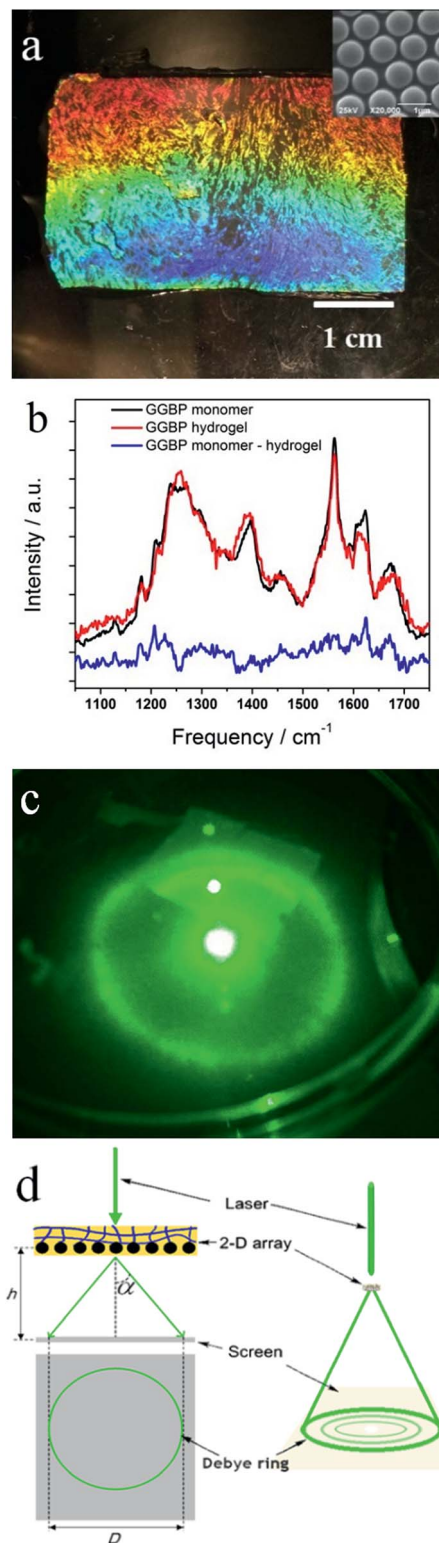 a
25kV X20,000 1µm
1 cm
b
GGBP monomer
GGBP hydrogel
GGBP monomer - hydrogel
Intensity / a.u.
1100 1200 1300 1400 1500 1600 1700
Frequency / cm-1
c
d
Laser
2-D array
h
α
Screen
Debye ring
D